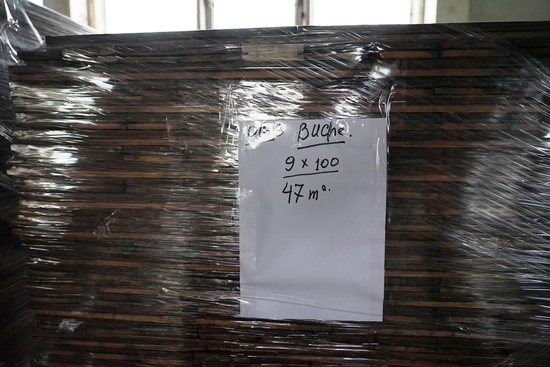 Buche.
9 x 100
47 m².